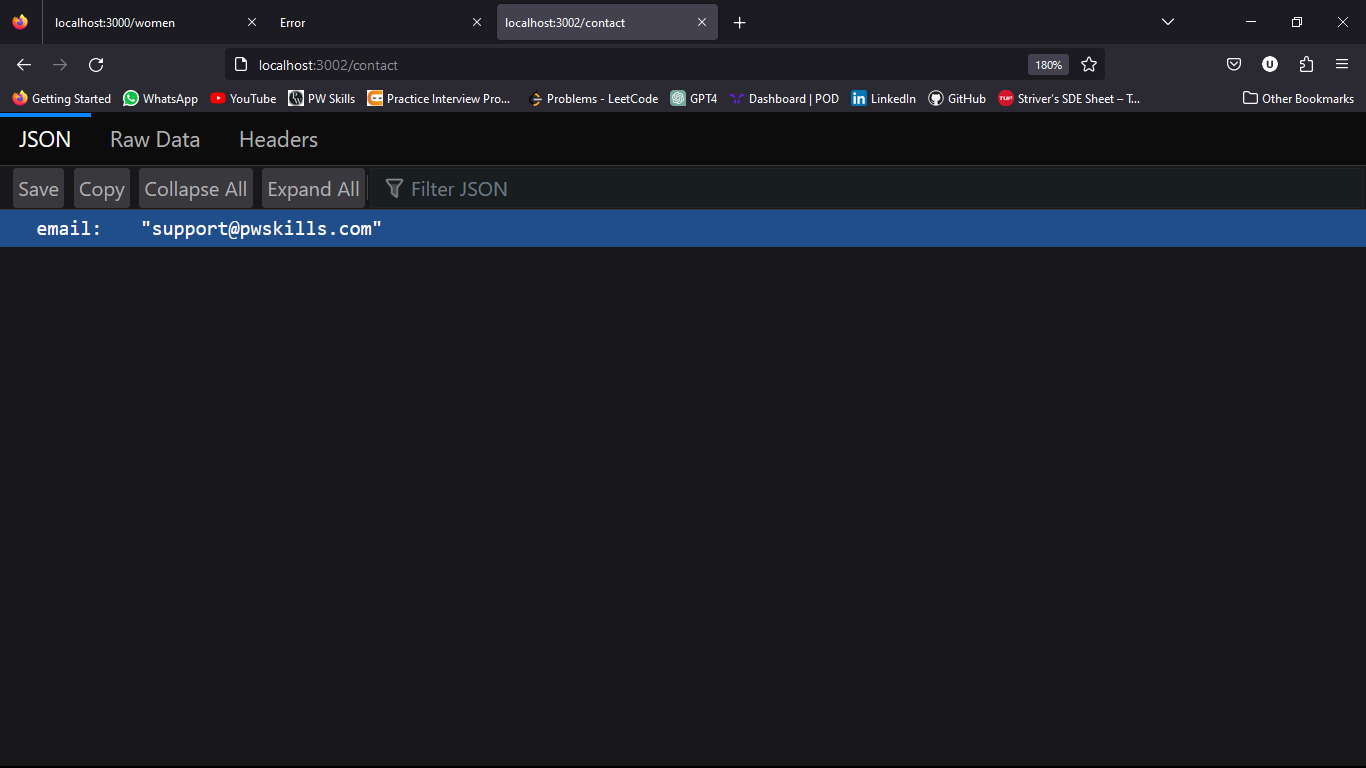 localhost:3000/women
Error
localhost:3002/contact
localhost:3002/contact
180%
U
Getting Started
WhatsApp
YouTube
PW Skills
Practice Interview Pro...
Problems - LeetCode
GPT4
Dashboard | POD
in LinkedIn
GitHub
TUF Striver's SDE Sheet – T...
Other Bookmarks
JSON Raw Data Headers
Save Copy Collapse All Expand All Filter JSON
email: "support@pwskills.com"